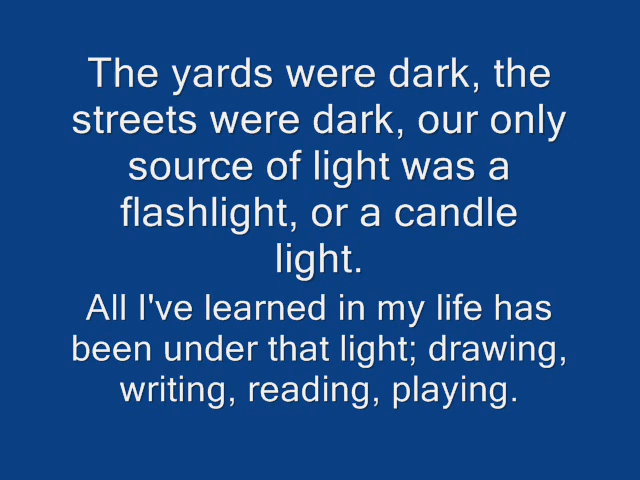 The yards were dark, the
streets were dark, our only
source of light was a
flashlight, or a candle
light.
All I've learned in my life has
been under that light; drawing,
writing, reading, playing.